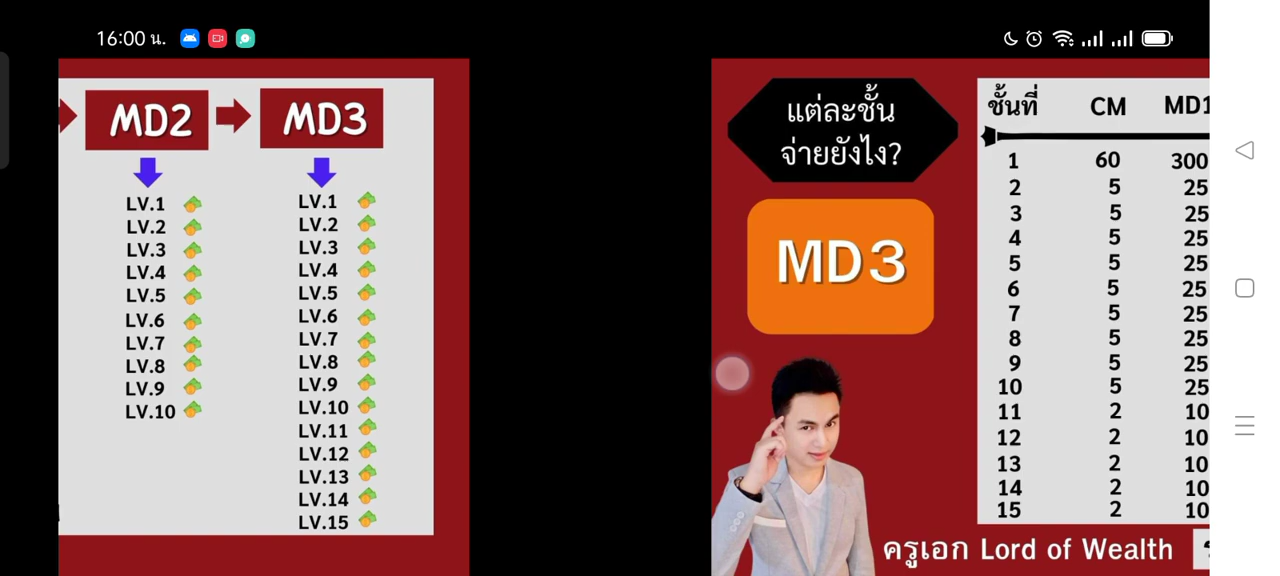 16:00 น.
MD2
MD3
LV.1
LV.2
LV.3
LV.4
LV.5
LV.6
LV.7
LV.8
LV.9
LV.10
LV.1
LV.2
LV.3
LV.4
LV.5
LV.6
LV.7
LV.8
LV.9
LV.10
LV.11
LV.12
LV.13
LV.14
LV.15
แต่ละชั้น
จ่ายยังไง?
MD3
ชั้นที่ CM MD1
1 60 300
2 5 25
3 5 25
4 5 25
5 5 25
6 5 25
7 5 25
8 5 25
9 5 25
10 5 25
11 2 10
12 2 10
13 2 10
14 2 10
15 2 10
ครูเอก Lord of Wealth